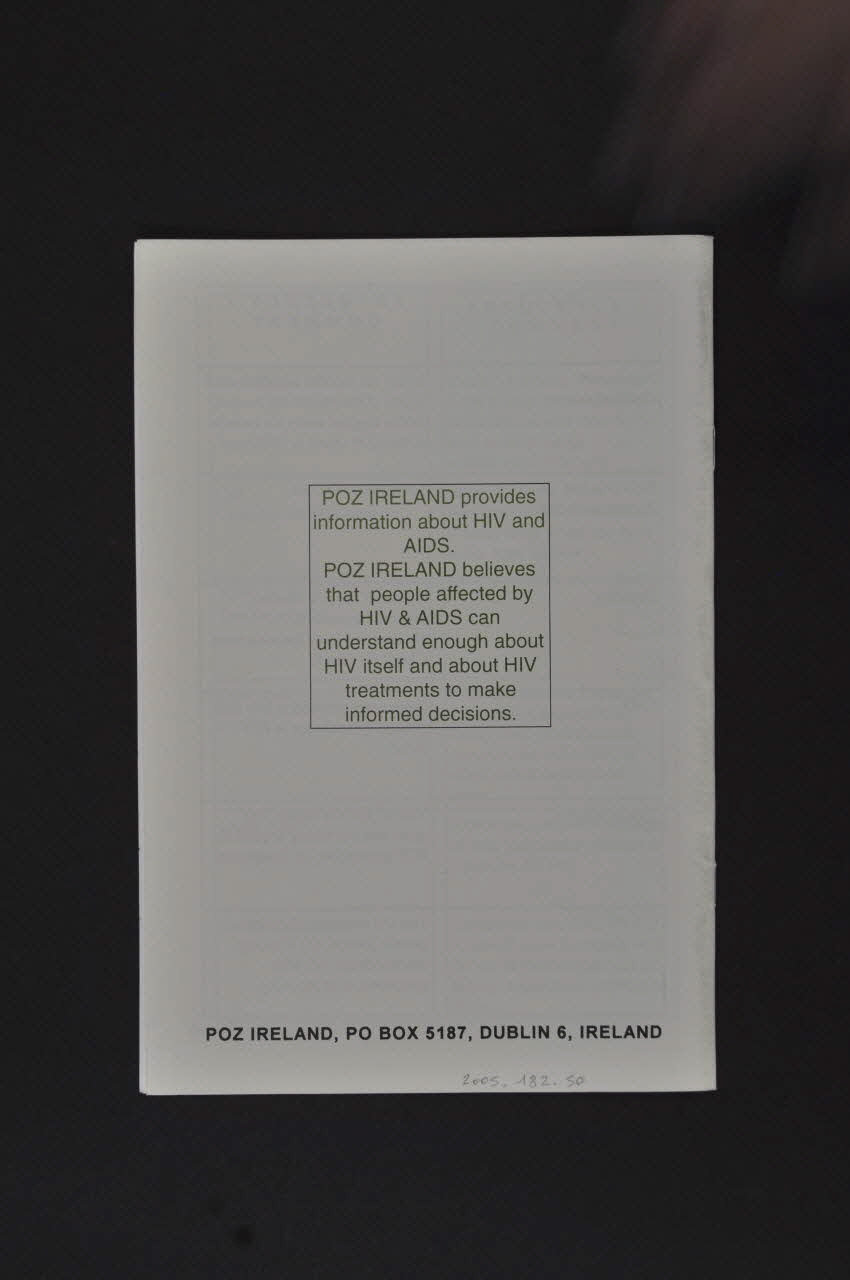 POZ IRELAND provides
information about HIV and
AIDS.
POZ IRELAND believes
that people affected by
HIV & AIDS can
understand enough about
HIV itself and about HIV
treatments to make
informed decisions.
POZ IRELAND, PO BOX 5187, DUBLIN 6, IRELAND
2005.182.50